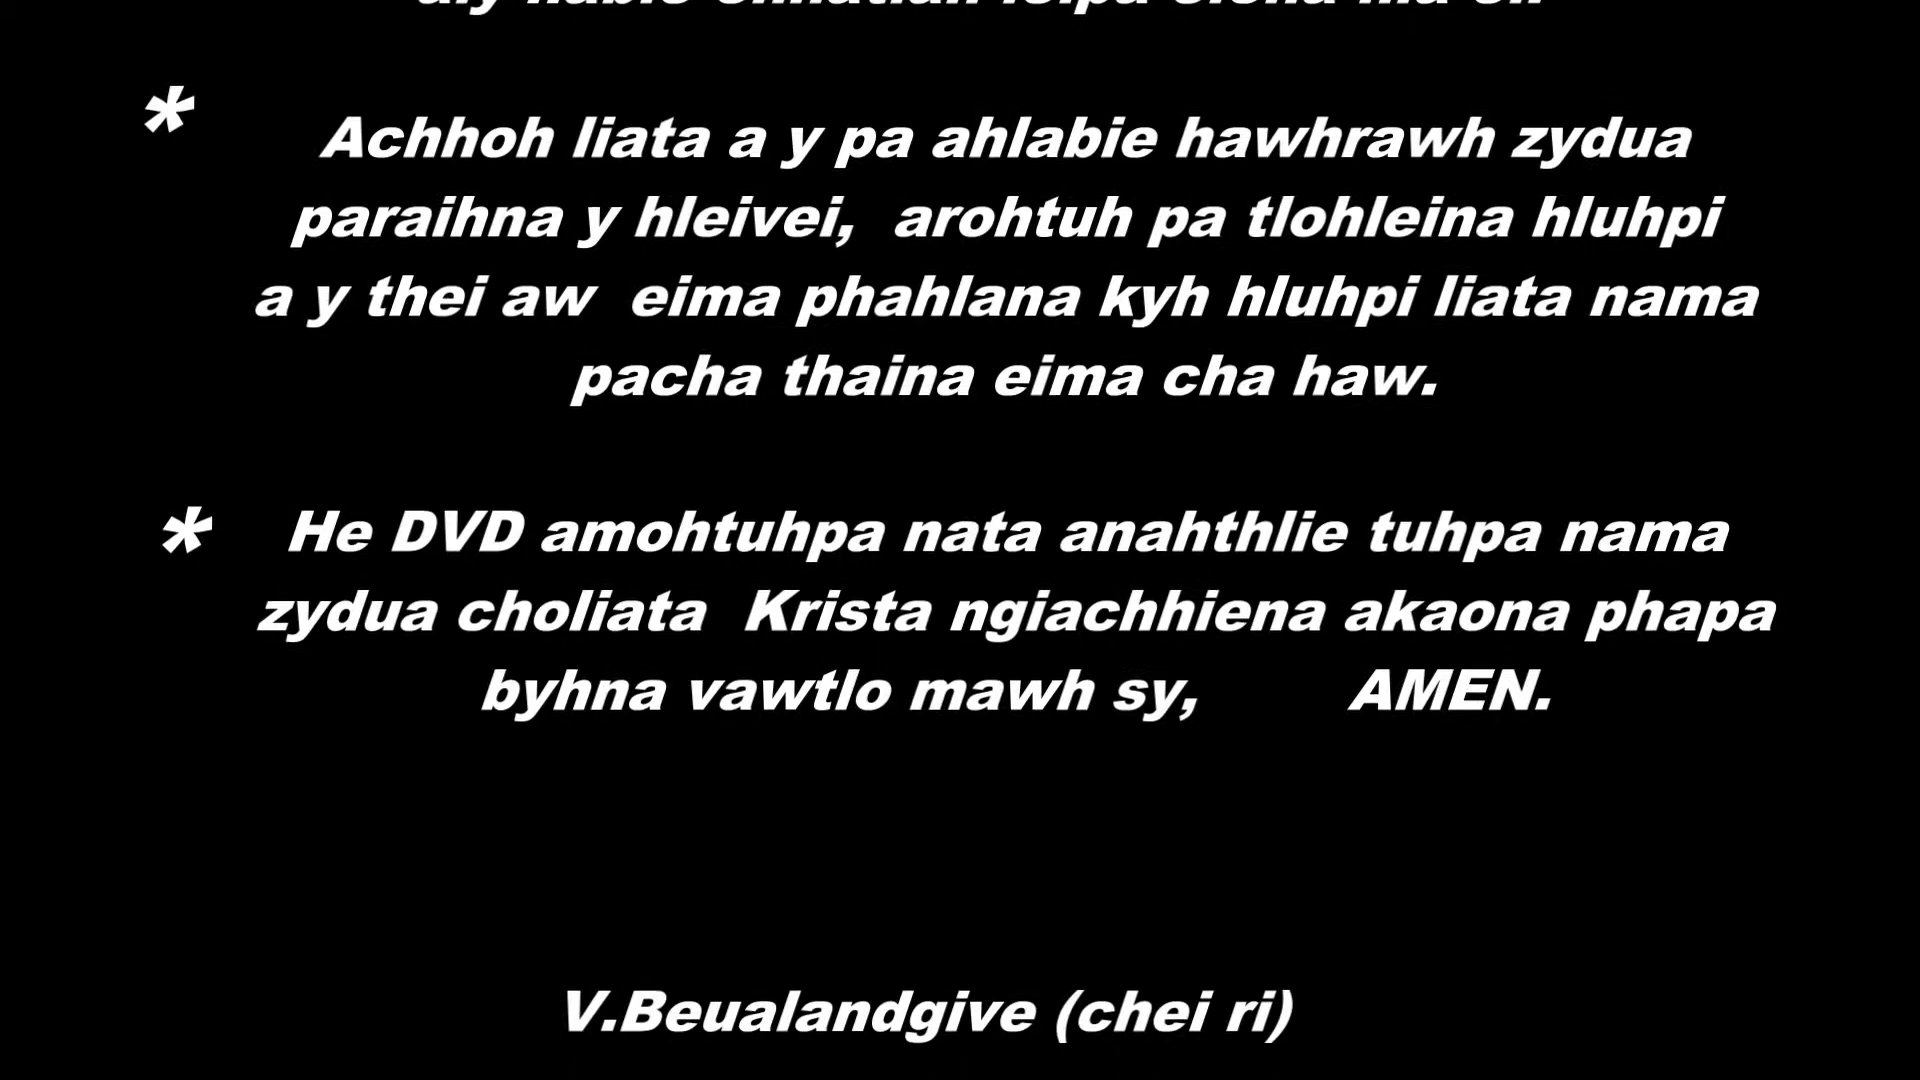 * Achhoh liata a y pa ahlabie hawhrawh zydua
paraihna y hleivei, arohtuh pa tlohleina hluhpi
a y thei aw eima phahlana kyh hluhpi liata nama
pacha thaina eima cha haw.
* He DVD amohtuhpa nata anahthlie tuhpa nama
zydua choliata Krista ngiachhiena akaona phapa
byhna vawtlo mawh sy, AMEN.
V.Beualandgive (chei ri)